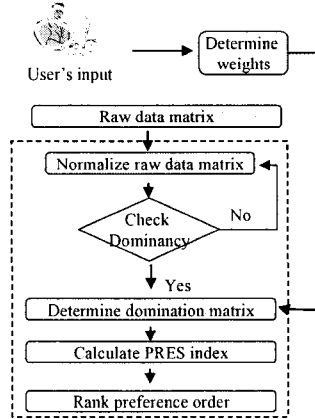 User's input
Determine
weights
Raw data matrix
Normalize raw data matrix
Check
Dominancy
No
Yes
Determine domination matrix
Calculate PRES index
Rank preference order